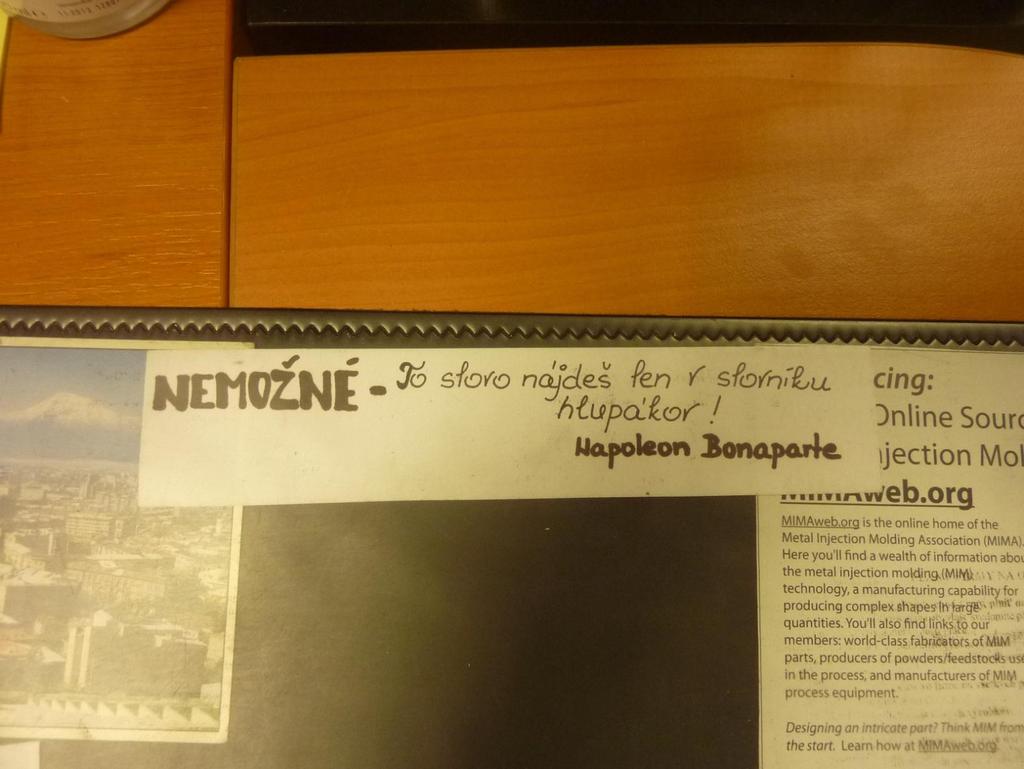 NEMOŽNÉ - To slovo nájdeš len v slovníku
hlupákov!
Napoleon Bonaparte
cing:
Online Sourc
jection Mol
MIMAweb.org
MIMAweb.org is the online home of the
Metal Injection Molding Association (MIMA).
Here you'll find a wealth of information abou
the metal injection molding (MIM)
technology, a manufacturing capability for
producing complex shapes in large
quantities. You'll also find links to our
members: world-class fabricators of MIM
parts, producers of powders/feedstocks use
in the process, and manufacturers of MIM
process equipment.
Designing an intricate part? Think MIM from
the start. Learn how at MIMAweb.org